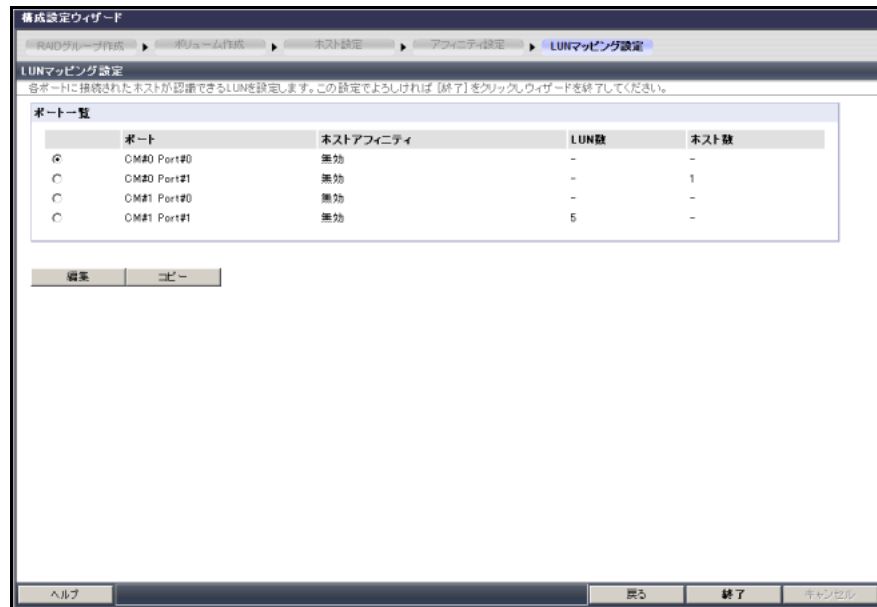 構成設定ウィザード
RAIDグループ作成 ボリューム作成 ホスト設定 アフィニティ設定 LUNマッピング設定
LUNマッピング設定
各ポートに接続されたホストが認識できるLUNを設定します。この設定でよろしければ [終了] をクリックしウィザードを終了してください。
ポート一覧
ポート ホストアフィニティ LUN数 ホスト数
CM#0 Port#0 無効 - -
CM#0 Port#1 無効 - 1
CM#1 Port#0 無効 - -
CM#1 Port#1 無効 5 -
編集 コピー
ヘルプ 戻る 終了 キャンセル